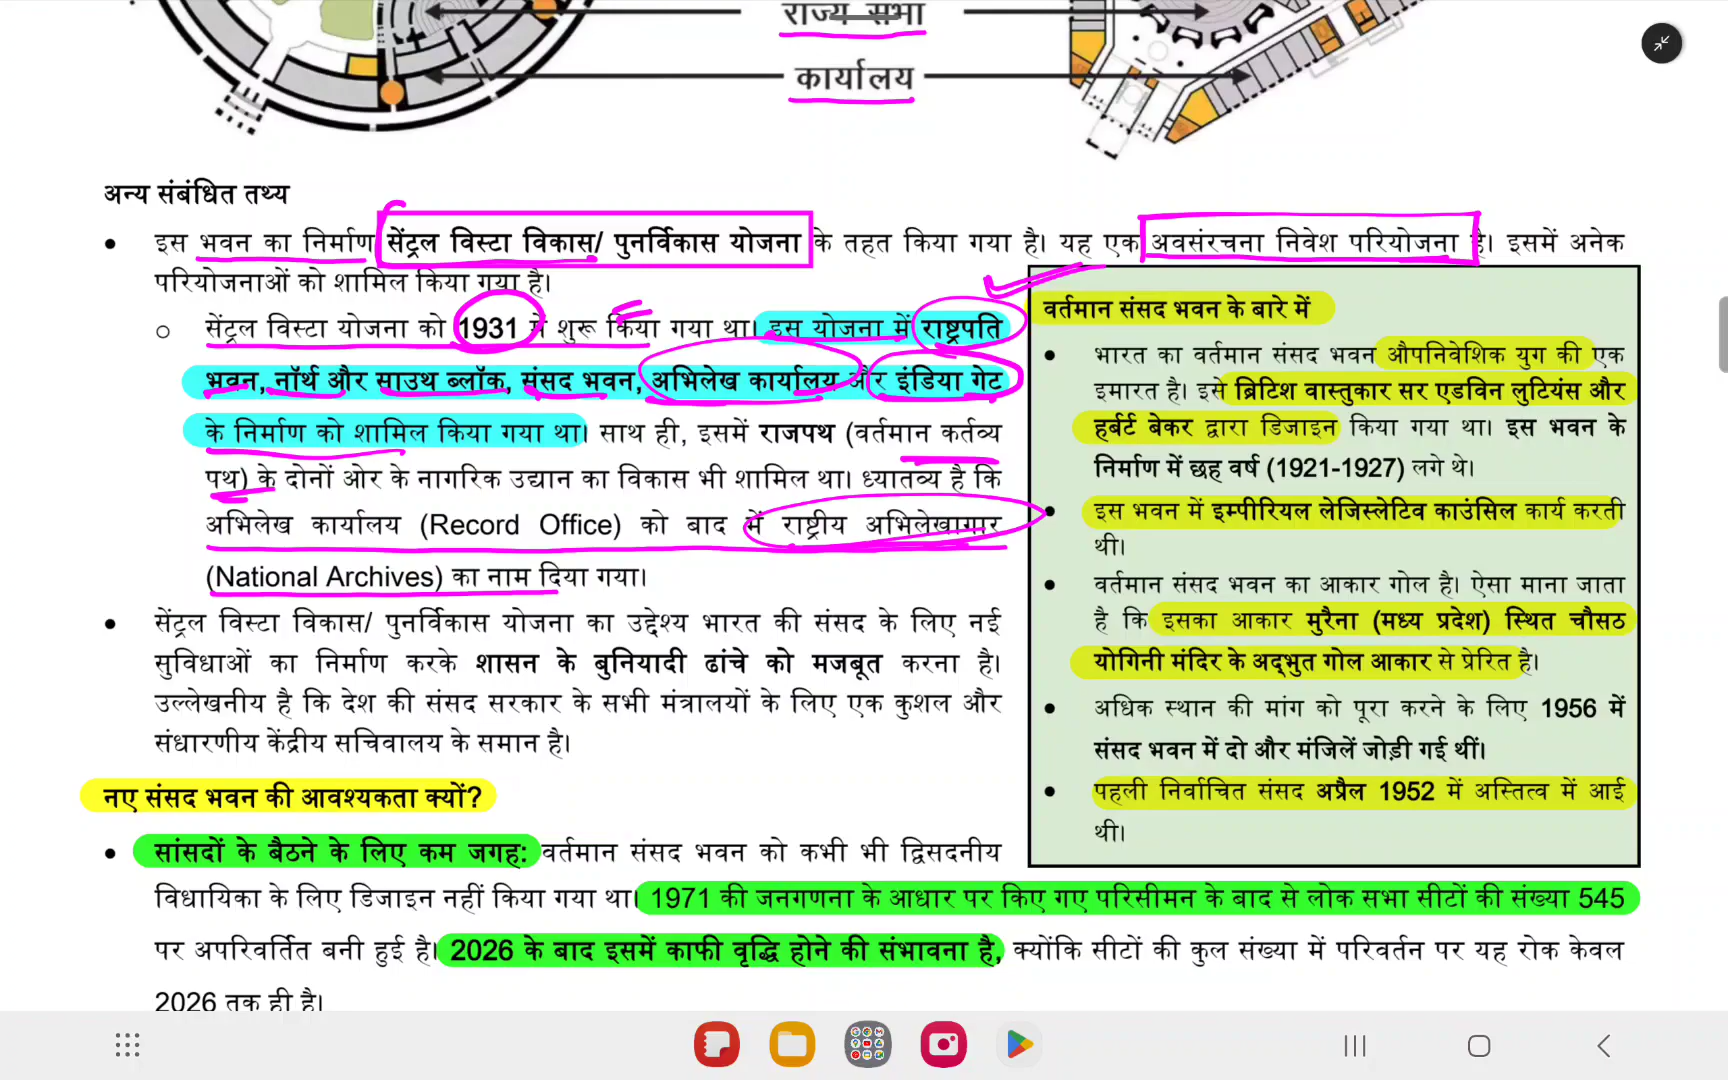 राज्य सभा
कार्यालय
अन्य संबंधित तथ्य
• इस भवन का निर्माण सेंट्रल विस्टा विकास/ पुनर्विकास योजना के तहत किया गया है। यह एक अवसंरचना निवेश परियोजना है। इसमें अनेक
परियोजनाओं को शामिल किया गया है।
o सेंट्रल विस्टा योजना को 1931 में शुरू किया गया था। इस योजना में राष्ट्रपति
भवन, नॉर्थ और साउथ ब्लॉक, संसद भवन, अभिलेख कार्यालय और इंडिया गेट
के निर्माण को शामिल किया गया था। साथ ही, इसमें राजपथ (वर्तमान कर्तव्य
पथ) के दोनों ओर के नागरिक उद्यान का विकास भी शामिल था। ध्यातव्य है कि
अभिलेख कार्यालय (Record Office) को बाद में राष्ट्रीय अभिलेखागार
(National Archives) का नाम दिया गया।
• सेंट्रल विस्टा विकास/ पुनर्विकास योजना का उद्देश्य भारत की संसद के लिए नई
सुविधाओं का निर्माण करके शासन के बुनियादी ढांचे को मजबूत करना है।
उल्लेखनीय है कि देश की संसद सरकार के सभी मंत्रालयों के लिए एक कुशल और
संधारणीय केंद्रीय सचिवालय के समान है।
वर्तमान संसद भवन के बारे में
• भारत का वर्तमान संसद भवन औपनिवेशिक युग की एक
इमारत है। इसे ब्रिटिश वास्तुकार सर एडविन लुटियंस और
हर्बर्ट बेकर द्वारा डिजाइन किया गया था। इस भवन के
निर्माण में छह वर्ष (1921-1927) लगे थे।
• इस भवन में इम्पीरियल लेजिस्लेटिव काउंसिल कार्य करती
थी।
• वर्तमान संसद भवन का आकार गोल है। ऐसा माना जाता
है कि इसका आकार मुरैना (मध्य प्रदेश) स्थित चौसठ
योगिनी मंदिर के अद्भुत गोल आकार से प्रेरित है।
• अधिक स्थान की मांग को पूरा करने के लिए 1956 में
संसद भवन में दो और मंजिलें जोड़ी गई थीं।
• पहली निर्वाचित संसद अप्रैल 1952 में अस्तित्व में आई
थी।
नए संसद भवन की आवश्यकता क्यों?
• सांसदों के बैठने के लिए कम जगह: वर्तमान संसद भवन को कभी भी द्विसदनीय
विधायिका के लिए डिजाइन नहीं किया गया था। 1971 की जनगणना के आधार पर किए गए परिसीमन के बाद से लोक सभा सीटों की संख्या 545
पर अपरिवर्तित बनी हुई है। 2026 के बाद इसमें काफी वृद्धि होने की संभावना है, क्योंकि सीटों की कुल संख्या में परिवर्तन पर यह रोक केवल
2026 तक ही है।